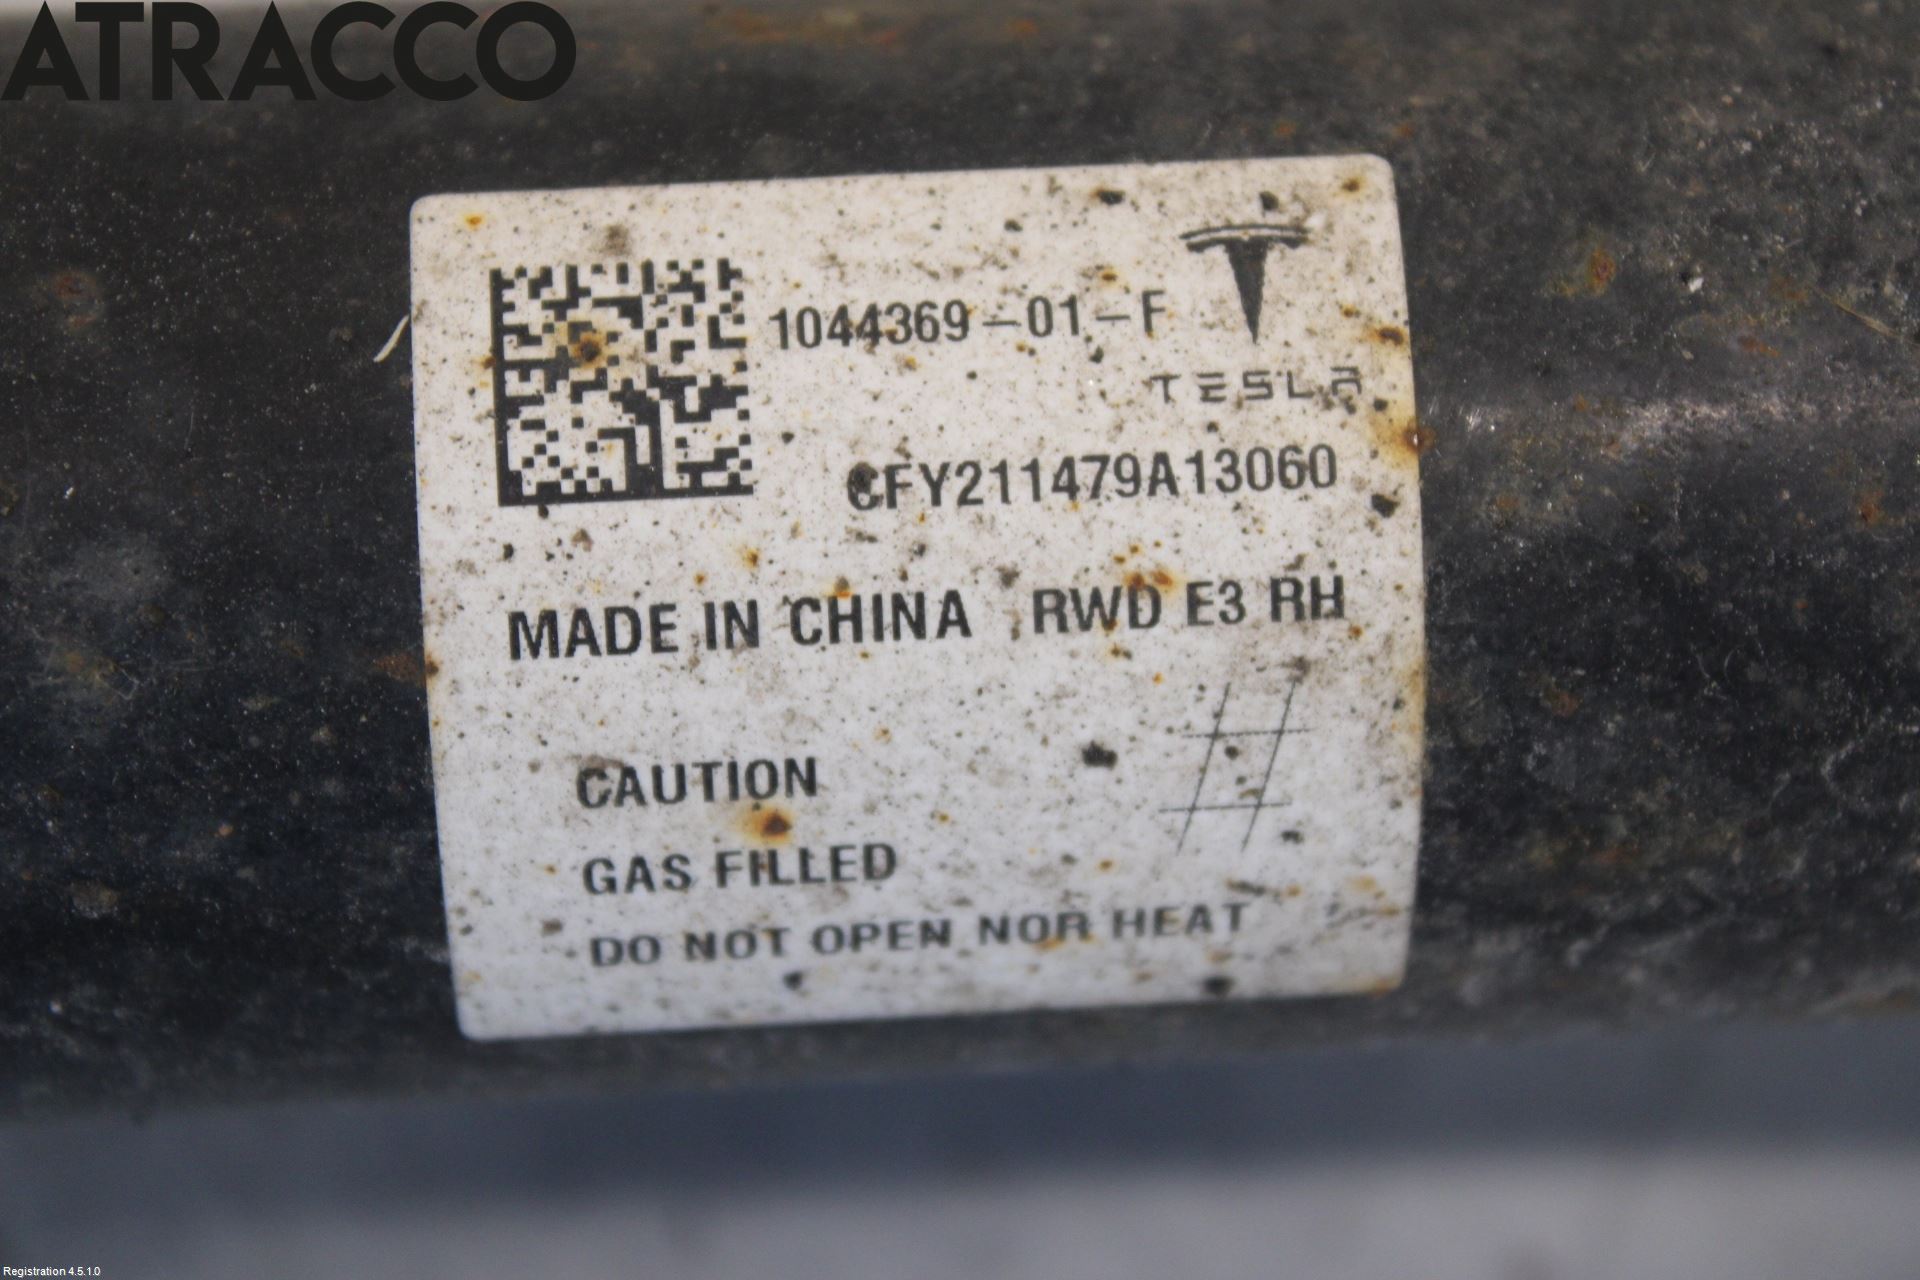 ATRACCO
1044369-01-F
TESLA
CFY211479A13060
MADE IN CHINA RWD E3 RH
CAUTION
GAS FILLED
DO NOT OPEN NOR HEAT
Registration 4.5.1.0